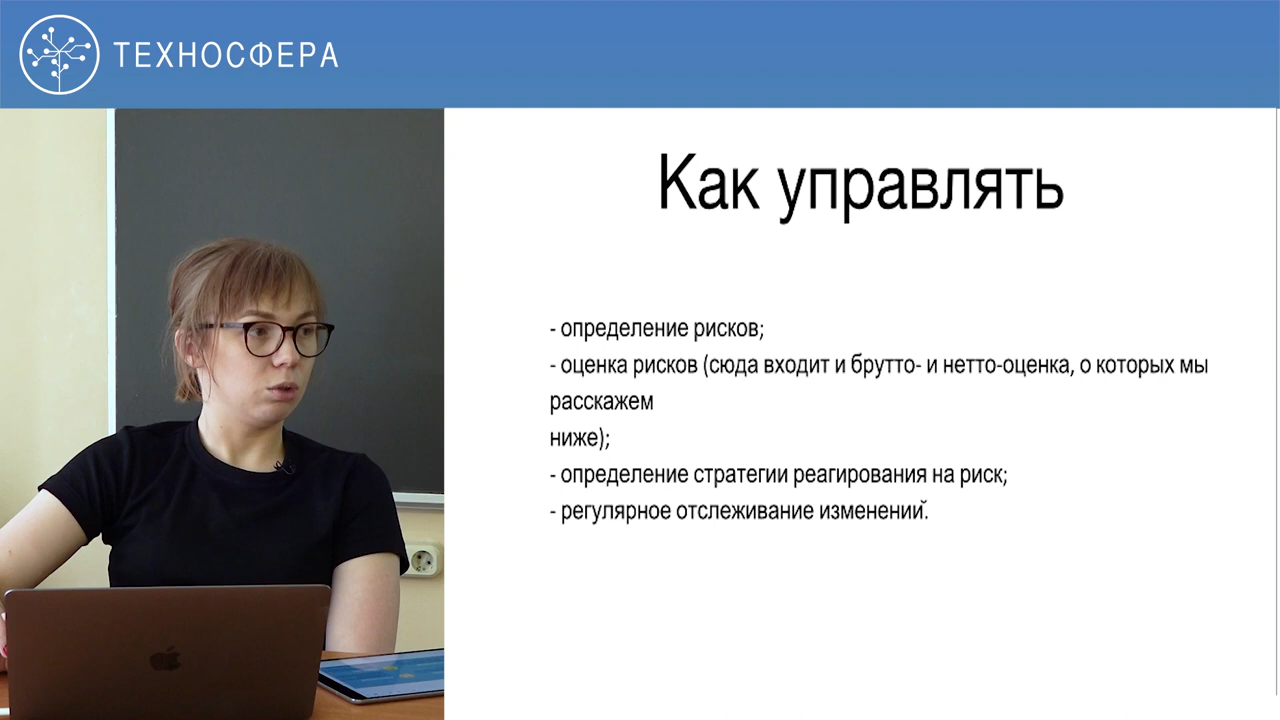 ТЕХНОСФЕРА
Как управлять
- определение рисков;
- оценка рисков (сюда входит и брутто- и нетто-оценка, о которых мы
расскажем
ниже);
- определение стратегии реагирования на риск;
- регулярное отслеживание изменений.